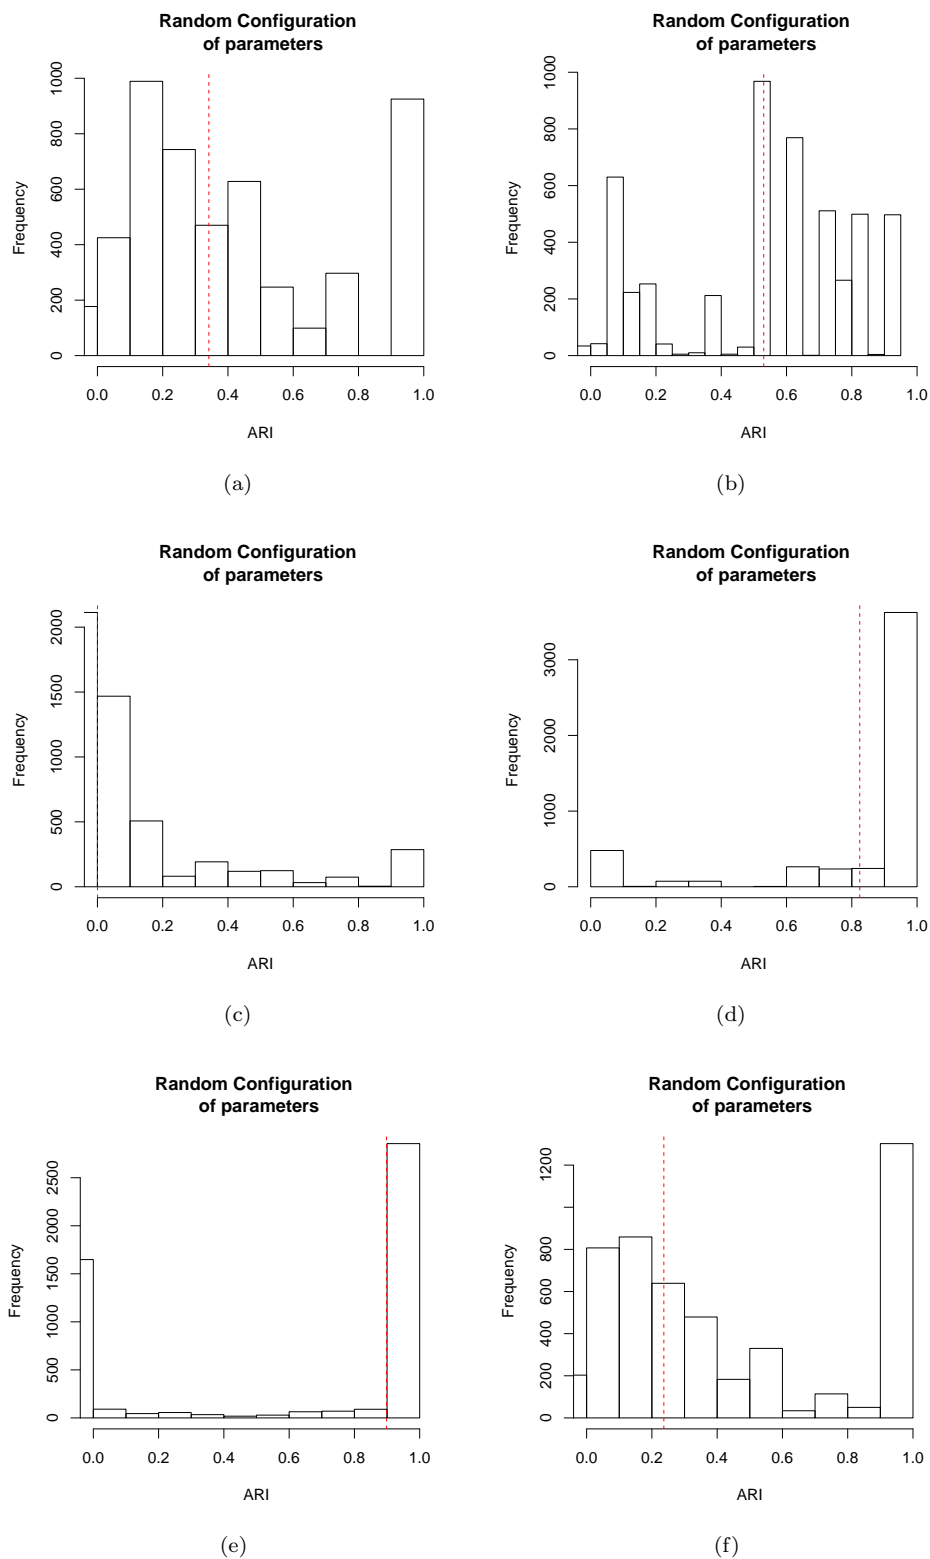 Random Configuration
of parameters
Frequency
0
200
400
600
800
1000
0.0 0.2 0.4 0.6 0.8 1.0
ARI
(a)
Random Configuration
of parameters
Frequency
0
200
400
600
800
1000
0.0 0.2 0.4 0.6 0.8 1.0
ARI
(b)
Random Configuration
of parameters
Frequency
0
500
1000
1500
2000
0.0 0.2 0.4 0.6 0.8 1.0
ARI
(c)
Random Configuration
of parameters
Frequency
0
1000
2000
3000
0.0 0.2 0.4 0.6 0.8 1.0
ARI
(d)
Random Configuration
of parameters
Frequency
0
500
1000
1500
2000
2500
0.0 0.2 0.4 0.6 0.8 1.0
ARI
(e)
Random Configuration
of parameters
Frequency
0
200
400
600
800
1200
0.0 0.2 0.4 0.6 0.8 1.0
ARI
(f)